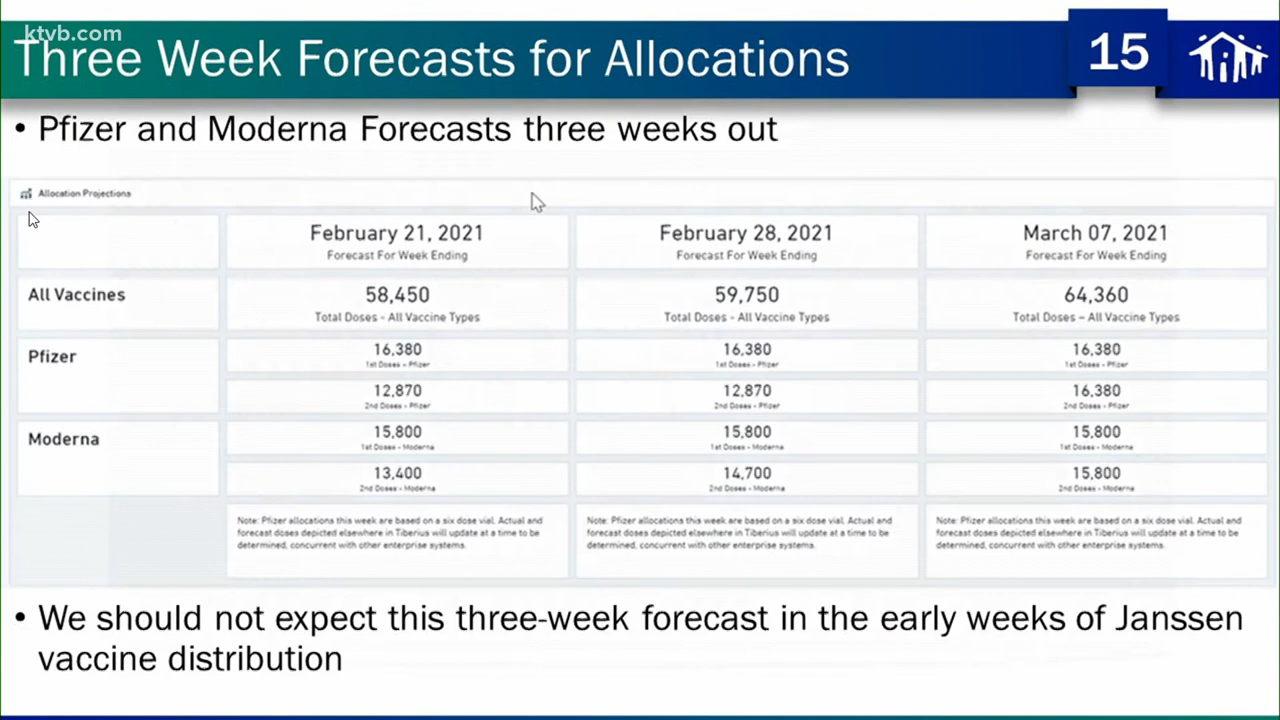 ktvb.com
Three Week Forecasts for Allocations
15
• Pfizer and Moderna Forecasts three weeks out
Allocation Projections
February 21, 2021 February 28, 2021 March 07, 2021
Forecast For Week Ending Forecast For Week Ending Forecast For Week Ending
All Vaccines 58,450 59,750 64,360
Total Doses - All Vaccine Types Total Doses - All Vaccine Types Total Doses – All Vaccine Types
Pfizer 16,380 16,380 16,380
1st Doses - Pfizer 1st Doses - Pfizer 1st Doses - Pfizer
12,870 12,870 16,380
2nd Doses - Pfizer 2nd Doses - Pfizer 2nd Doses - Pfizer
Moderna 15,800 15,800 15,800
1st Doses - Moderna 1st Doses - Moderna 1st Doses - Moderna
13,400 14,700 15,800
2nd Doses - Moderna 2nd Doses - Moderna 2nd Doses - Moderna
Note: Pfizer allocations this week are based on a six dose vial. Actual and
forecast doses depicted elsewhere in Tiberius will update at a time to be
determined, concurrent with other enterprise systems.
Note: Pfizer allocations this week are based on a six dose vial. Actual and
forecast doses depicted elsewhere in Tiberius will update at a time to be
determined, concurrent with other enterprise systems.
Note: Pfizer allocations this week are based on a six dose vial. Actual and
forecast doses depicted elsewhere in Tiberius will update at a time to be
determined, concurrent with other enterprise systems.
• We should not expect this three-week forecast in the early weeks of Janssen
vaccine distribution